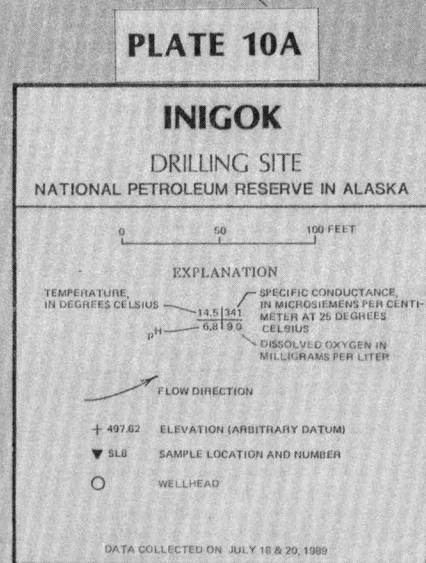 PLATE 10A
INIGOK
DRILLING SITE
NATIONAL PETROLEUM RESERVE IN ALASKA
0 50 100 FEET
EXPLANATION
TEMPERATURE,
IN DEGREES CELSIUS
14.5 341
SPECIFIC CONDUCTANCE,
IN MICROSIEMENS PER CENTI-
METER AT 25 DEGREES
CELSIUS
pH
6.8 9.0
DISSOLVED OXYGEN IN
MILLIGRAMS PER LITER
FLOW DIRECTION
+ 497.62 ELEVATION (ARBITRARY DATUM)
▼ SL8 SAMPLE LOCATION AND NUMBER
WELLHEAD
DATA COLLECTED ON JULY 18 & 20, 1989